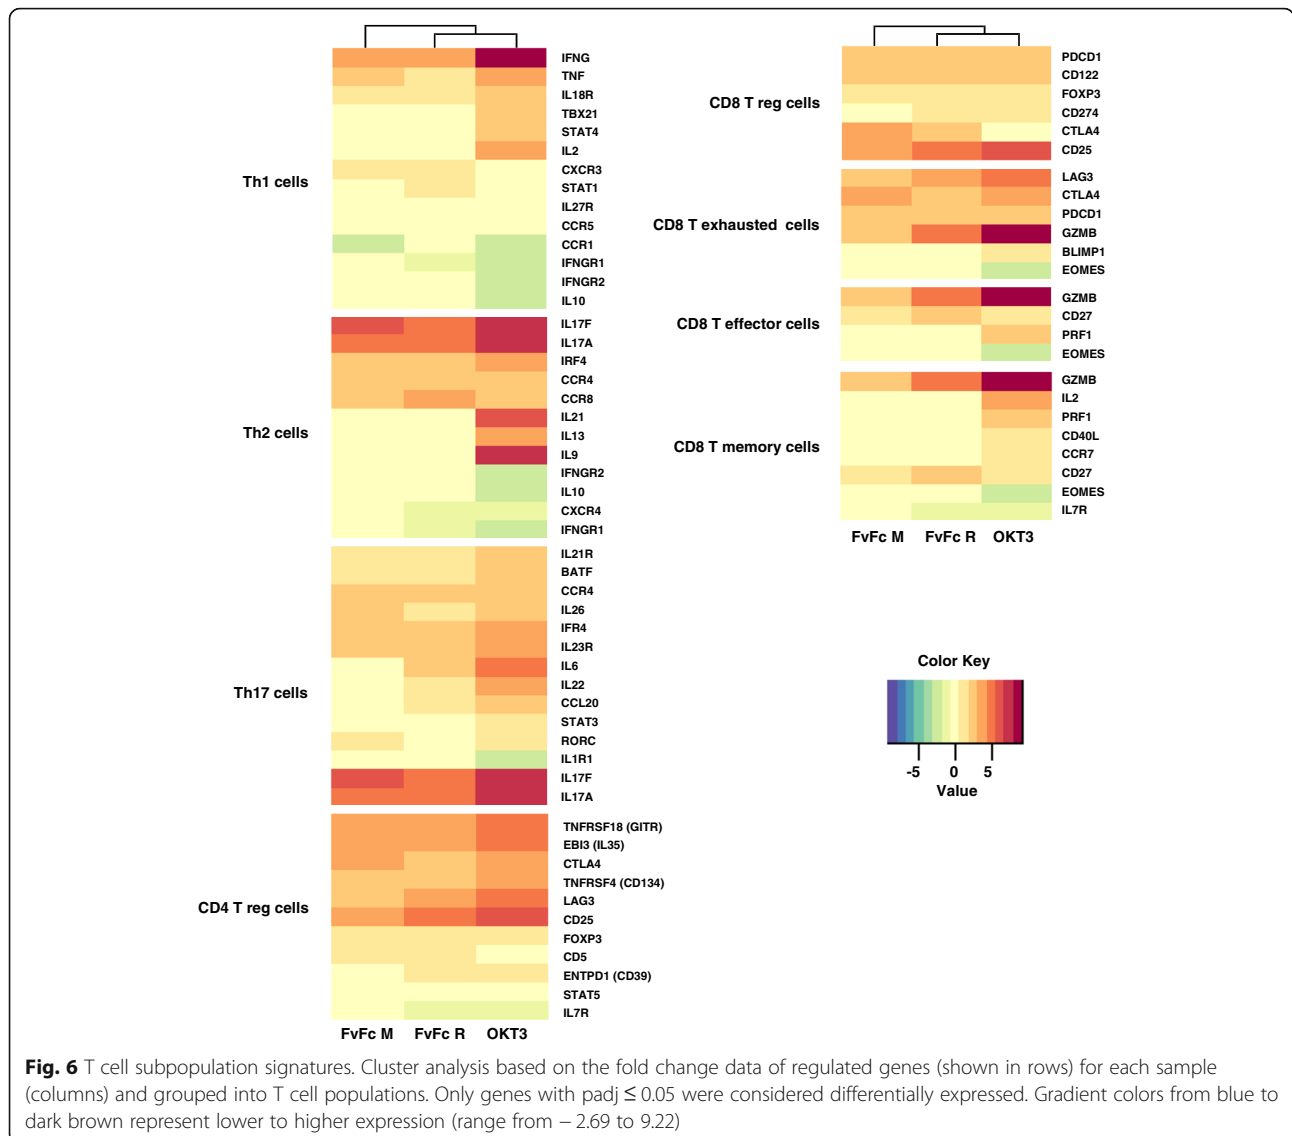 Th1 cells
IFNG
TNF
IL18R
TBX21
STAT4
IL2
CXCR3
STAT1
IL27R
CCR5
CCR1
IFNGR1
IFNGR2
IL10
Th2 cells
IL17F
IL17A
IRF4
CCR4
CCR8
IL21
IL13
IL9
IFNGR2
IL10
CXCR4
IFNGR1
Th17 cells
IL21R
BATF
CCR4
IL26
IFR4
IL23R
IL6
IL22
CCL20
STAT3
RORC
IL1R1
IL17F
IL17A
CD4 T reg cells
TNFRSF18 (GITR)
EBI3 (IL35)
CTLA4
TNFRSF4 (CD134)
LAG3
CD25
FOXP3
CD5
ENTPD1 (CD39)
STAT5
IL7R
FvFc M FvFc R OKT3
CD8 T reg cells
PDCD1
CD122
FOXP3
CD274
CTLA4
CD25
CD8 T exhausted cells
LAG3
CTLA4
PDCD1
GZMB
BLIMP1
EOMES
CD8 T effector cells
GZMB
CD27
PRF1
EOMES
CD8 T memory cells
GZMB
IL2
PRF1
CD40L
CCR7
CD27
EOMES
IL7R
FvFc M FvFc R OKT3
Color Key
-5 0 5
Value
Fig. 6 T cell subpopulation signatures. Cluster analysis based on the fold change data of regulated genes (shown in rows) for each sample
(columns) and grouped into T cell populations. Only genes with padj ≤ 0.05 were considered differentially expressed. Gradient colors from blue to
dark brown represent lower to higher expression (range from − 2.69 to 9.22)